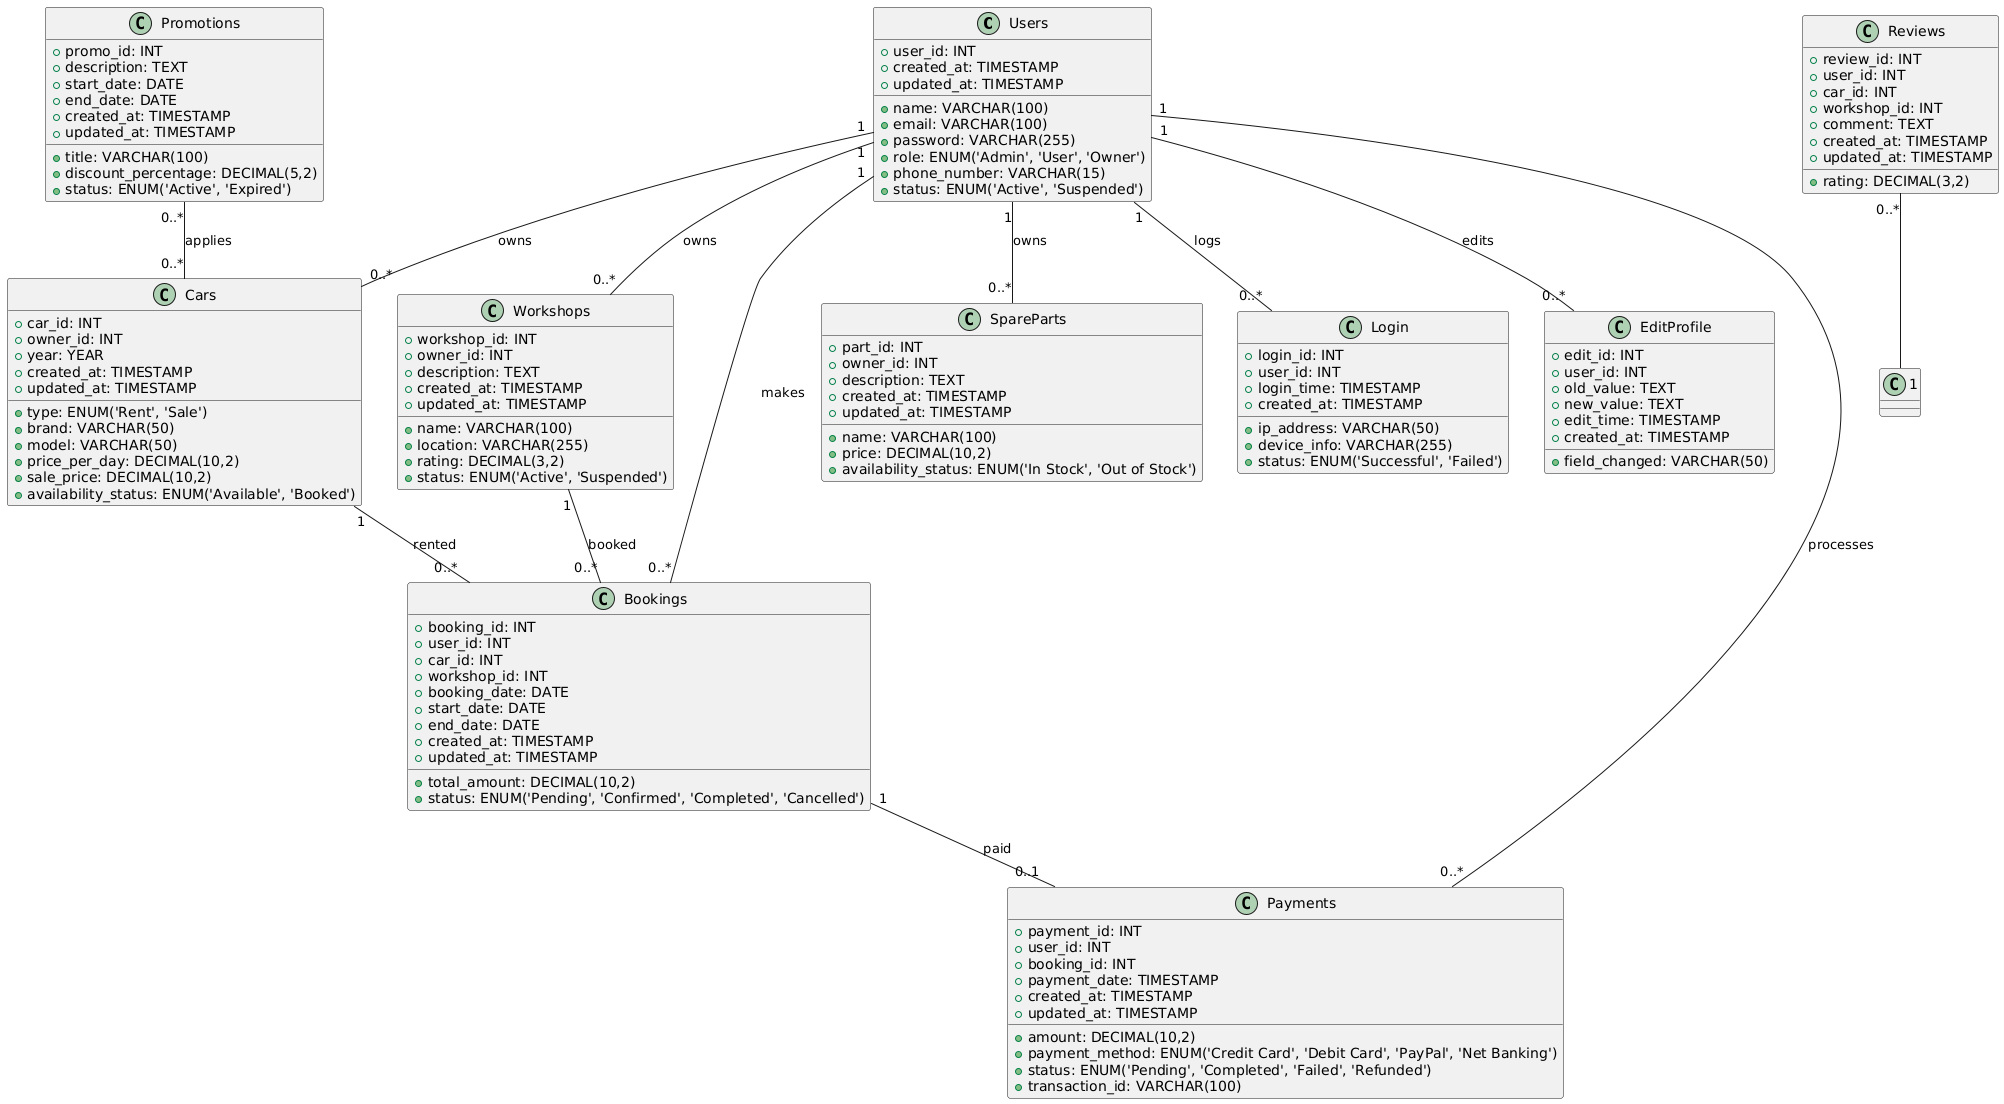 Promotions
promo_id: INT
description: TEXT
start_date: DATE
end_date: DATE
created_at: TIMESTAMP
updated_at: TIMESTAMP
title: VARCHAR(100)
discount_percentage: DECIMAL(5,2)
status: ENUM('Active', 'Expired')
Users
user_id: INT
created_at: TIMESTAMP
updated_at: TIMESTAMP
name: VARCHAR(100)
email: VARCHAR(100)
password: VARCHAR(255)
role: ENUM('Admin', 'User', 'Owner')
phone_number: VARCHAR(15)
status: ENUM('Active', 'Suspended')
Reviews
review_id: INT
user_id: INT
car_id: INT
workshop_id: INT
comment: TEXT
created_at: TIMESTAMP
updated_at: TIMESTAMP
rating: DECIMAL(3,2)
0..*
applies
0..*
1
owns
0..*
1
owns
0..*
1
makes
0..*
1
owns
0..*
1
logs
0..*
1
edits
0..*
1
processes
0..*
0..*
Cars
car_id: INT
owner_id: INT
year: YEAR
created_at: TIMESTAMP
updated_at: TIMESTAMP
type: ENUM('Rent', 'Sale')
brand: VARCHAR(50)
model: VARCHAR(50)
price_per_day: DECIMAL(10,2)
sale_price: DECIMAL(10,2)
availability_status: ENUM('Available', 'Booked')
Workshops
workshop_id: INT
owner_id: INT
description: TEXT
created_at: TIMESTAMP
updated_at: TIMESTAMP
name: VARCHAR(100)
location: VARCHAR(255)
rating: DECIMAL(3,2)
status: ENUM('Active', 'Suspended')
SpareParts
part_id: INT
owner_id: INT
description: TEXT
created_at: TIMESTAMP
updated_at: TIMESTAMP
name: VARCHAR(100)
price: DECIMAL(10,2)
availability_status: ENUM('In Stock', 'Out of Stock')
Login
login_id: INT
user_id: INT
login_time: TIMESTAMP
created_at: TIMESTAMP
ip_address: VARCHAR(50)
device_info: VARCHAR(255)
status: ENUM('Successful', 'Failed')
EditProfile
edit_id: INT
user_id: INT
old_value: TEXT
new_value: TEXT
edit_time: TIMESTAMP
created_at: TIMESTAMP
field_changed: VARCHAR(50)
1
1
rented
0..*
1
booked
0..*
Bookings
booking_id: INT
user_id: INT
car_id: INT
workshop_id: INT
booking_date: DATE
start_date: DATE
end_date: DATE
created_at: TIMESTAMP
updated_at: TIMESTAMP
total_amount: DECIMAL(10,2)
status: ENUM('Pending', 'Confirmed', 'Completed', 'Cancelled')
1
paid
0..1
Payments
payment_id: INT
user_id: INT
booking_id: INT
payment_date: TIMESTAMP
created_at: TIMESTAMP
updated_at: TIMESTAMP
amount: DECIMAL(10,2)
payment_method: ENUM('Credit Card', 'Debit Card', 'PayPal', 'Net Banking')
status: ENUM('Pending', 'Completed', 'Failed', 'Refunded')
transaction_id: VARCHAR(100)